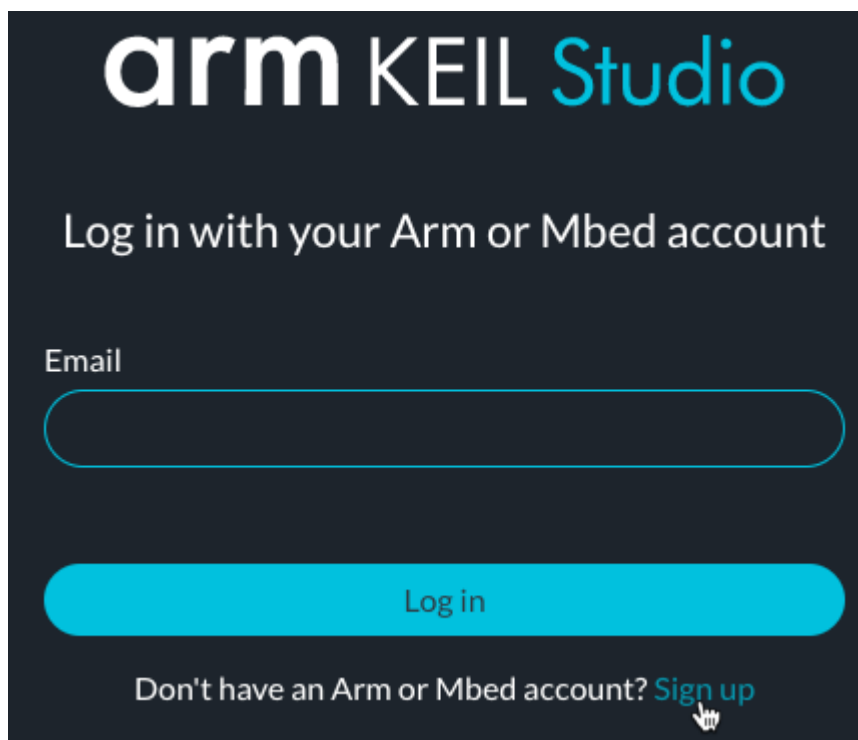 arm KEIL Studio
Log in with your Arm or Mbed account
Email
Log in
Don't have an Arm or Mbed account? Sign up